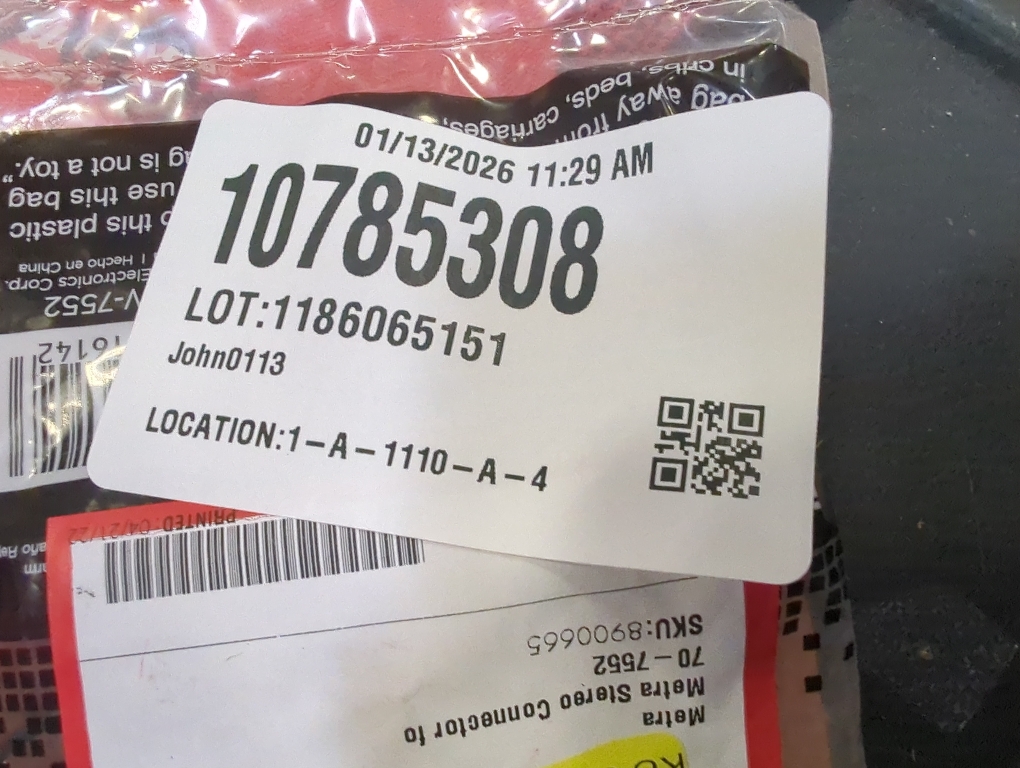 in cribs, beds, carriages,
bag away from
ag is not a toy."
use this bag
this plastic
Hecho en China
Electronics Corp.
V-7552
16142
01/13/2026 11:29 AM
10785308
LOT:1186065151
John0113
LOCATION:1-A-1110-A-4
PRINTED: 04/21/22
SKU:8900665
70-7552
Metra Stereo Connector fo
Metra